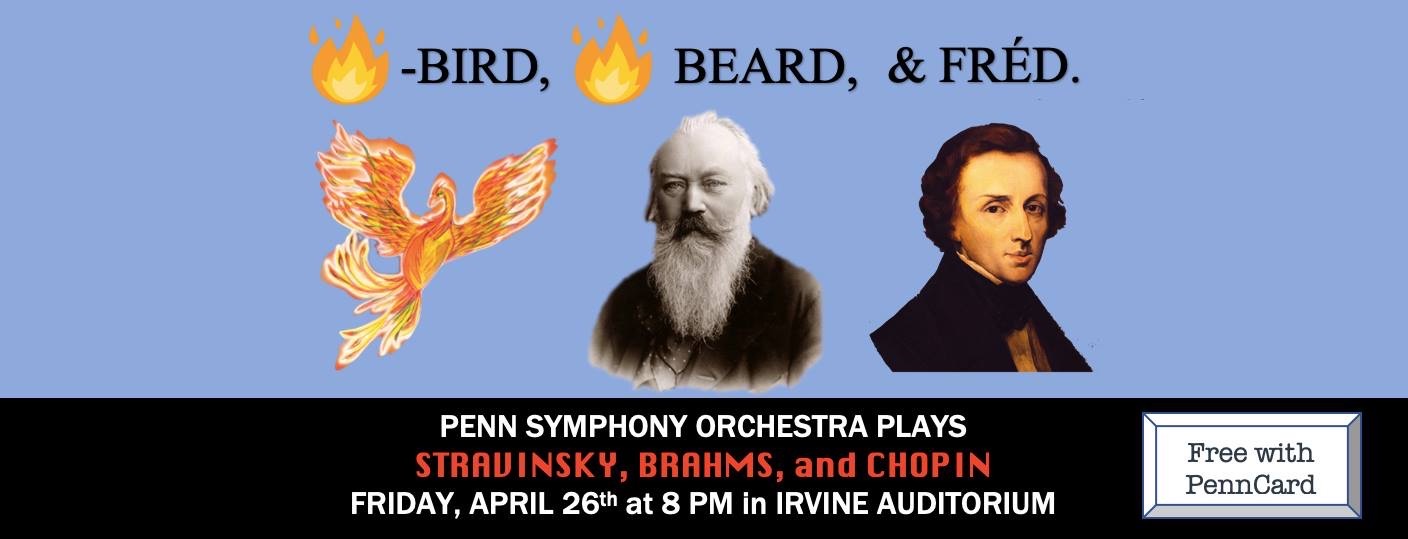 🔥-BIRD, 🔥 BEARD, & FRÉD.
PENN SYMPHONY ORCHESTRA PLAYS
STRAVINSKY, BRAHMS, and CHOPIN
FRIDAY, APRIL 26th at 8 PM in IRVINE AUDITORIUM
Free with
PennCard